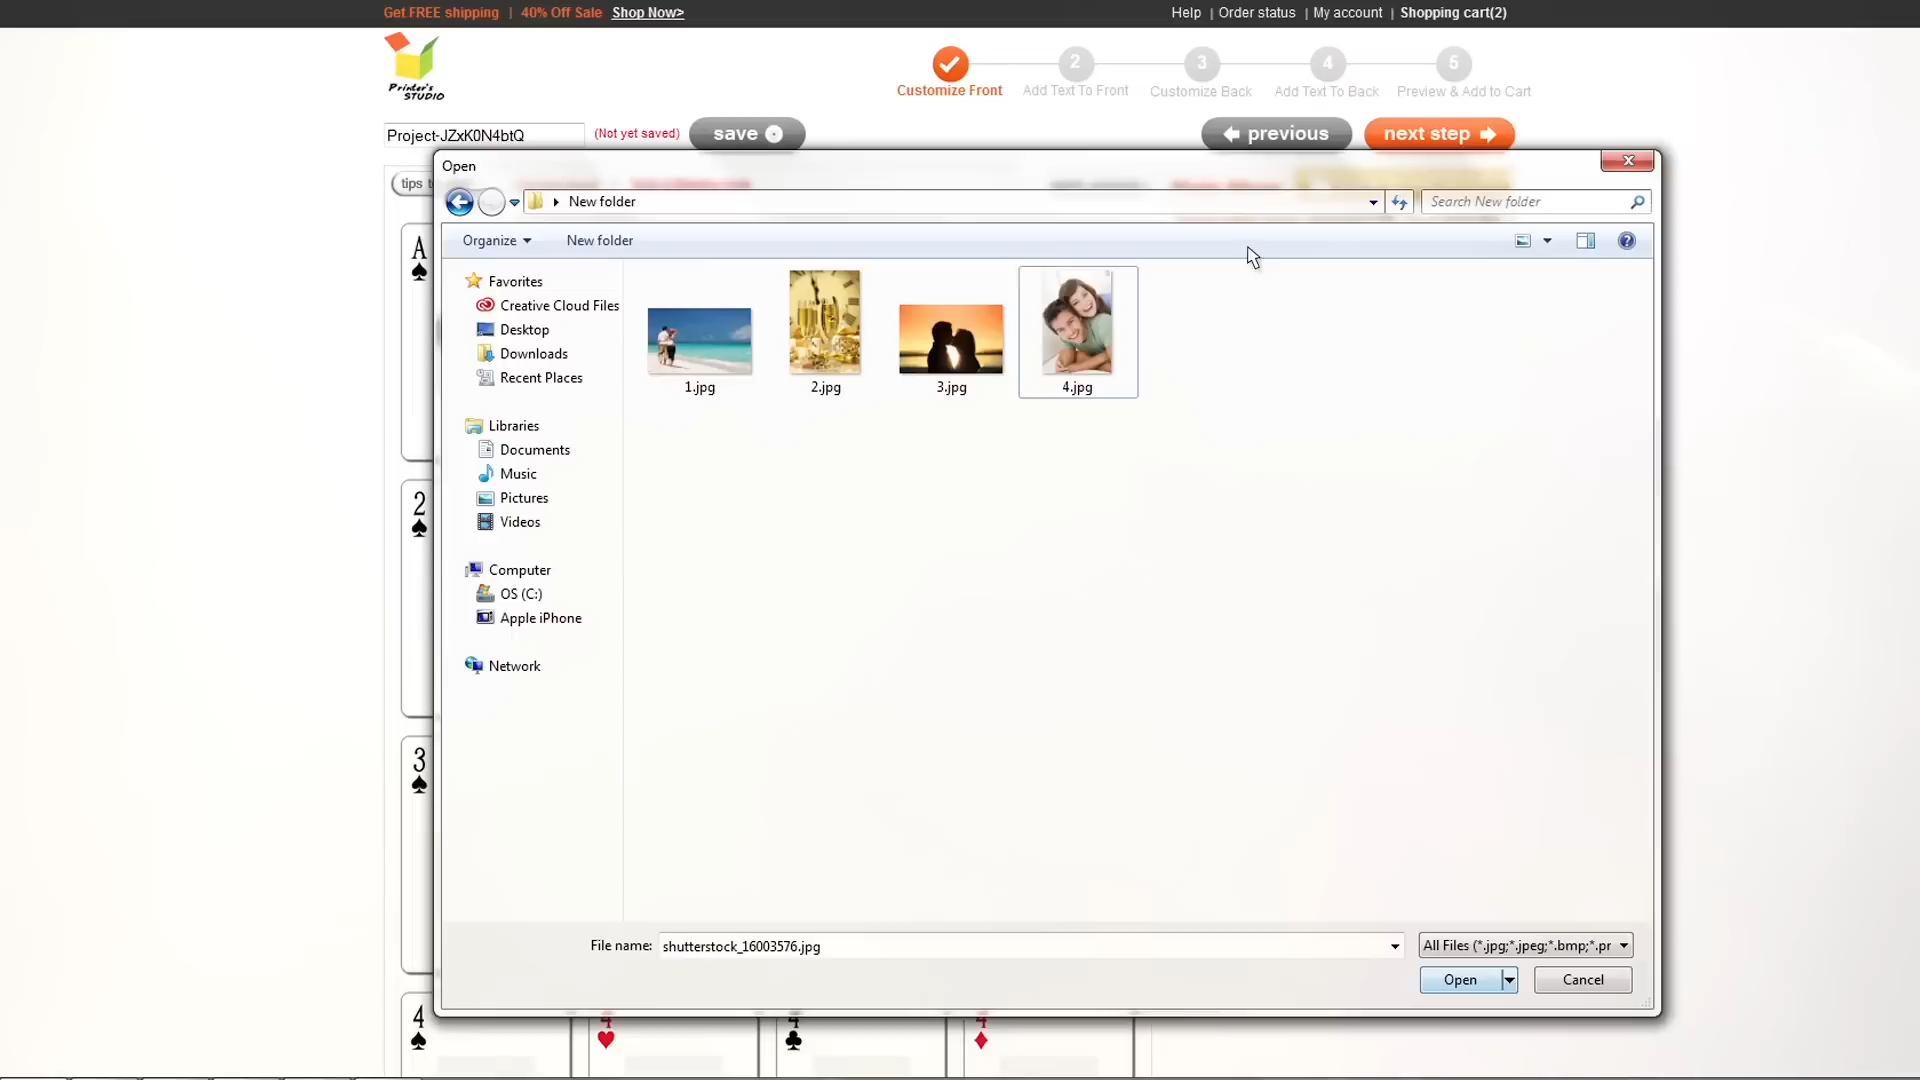 Get FREE shipping | 40% Off Sale Shop Now>
Help | Order status | My account | Shopping cart(2)
Printer's
STUDIO
2 3 4 5
Customize Front Add Text To Front Customize Back Add Text To Back Preview & Add to Cart
Project-JZxK0N4btQ (Not yet saved) save previous next step
Open
tips t
New folder
Search New folder
Organize New folder
A
Favorites
Creative Cloud Files
Desktop
Downloads
Recent Places
1.jpg 2.jpg 3.jpg 4.jpg
Libraries
Documents
Music
Pictures
Videos
2
Computer
OS (C:)
Apple iPhone
Network
3
File name: shutterstock_16003576.jpg
All Files (*.jpg;*.jpeg;*.bmp;*.pr
Open Cancel
4 4 4 4